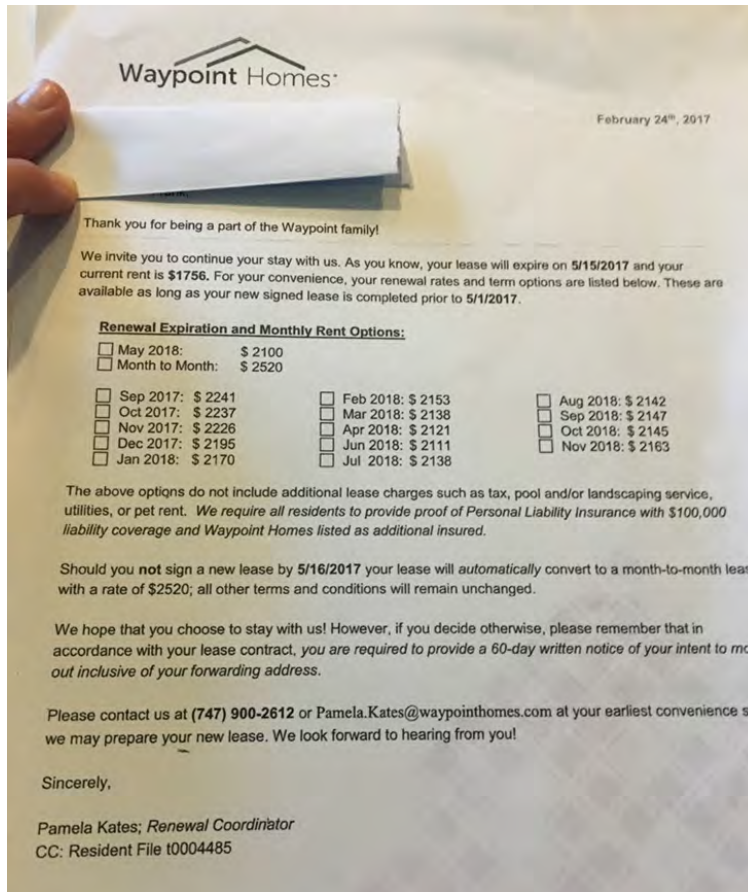 Waypoint Homes
February 24th, 2017
Thank you for being a part of the Waypoint family!
We invite you to continue your stay with us. As you know, your lease will expire on 5/15/2017 and your
current rent is $1756. For your convenience, your renewal rates and term options are listed below. These are
available as long as your new signed lease is completed prior to 5/1/2017.
Renewal Expiration and Monthly Rent Options:
May 2018: $ 2100
Month to Month: $ 2520
Sep 2017: $ 2241
Oct 2017: $ 2237
Nov 2017: $ 2226
Dec 2017: $ 2195
Jan 2018: $ 2170
Feb 2018: $ 2153
Mar 2018: $ 2138
Apr 2018: $ 2121
Jun 2018: $ 2111
Jul 2018: $ 2138
Aug 2018: $ 2142
Sep 2018: $ 2147
Oct 2018: $ 2145
Nov 2018: $ 2163
The above options do not include additional lease charges such as tax, pool and/or landscaping service,
utilities, or pet rent. We require all residents to provide proof of Personal Liability Insurance with $100,000
liability coverage and Waypoint Homes listed as additional insured.
Should you not sign a new lease by 5/16/2017 your lease will automatically convert to a month-to-month lea
with a rate of $2520; all other terms and conditions will remain unchanged.
We hope that you choose to stay with us! However, if you decide otherwise, please remember that in
accordance with your lease contract, you are required to provide a 60-day written notice of your intent to mo
out inclusive of your forwarding address.
Please contact us at (747) 900-2612 or Pamela.Kates@waypointhomes.com at your earliest convenience s
we may prepare your new lease. We look forward to hearing from you!
Sincerely,
Pamela Kates; Renewal Coordinator
CC: Resident File t0004485